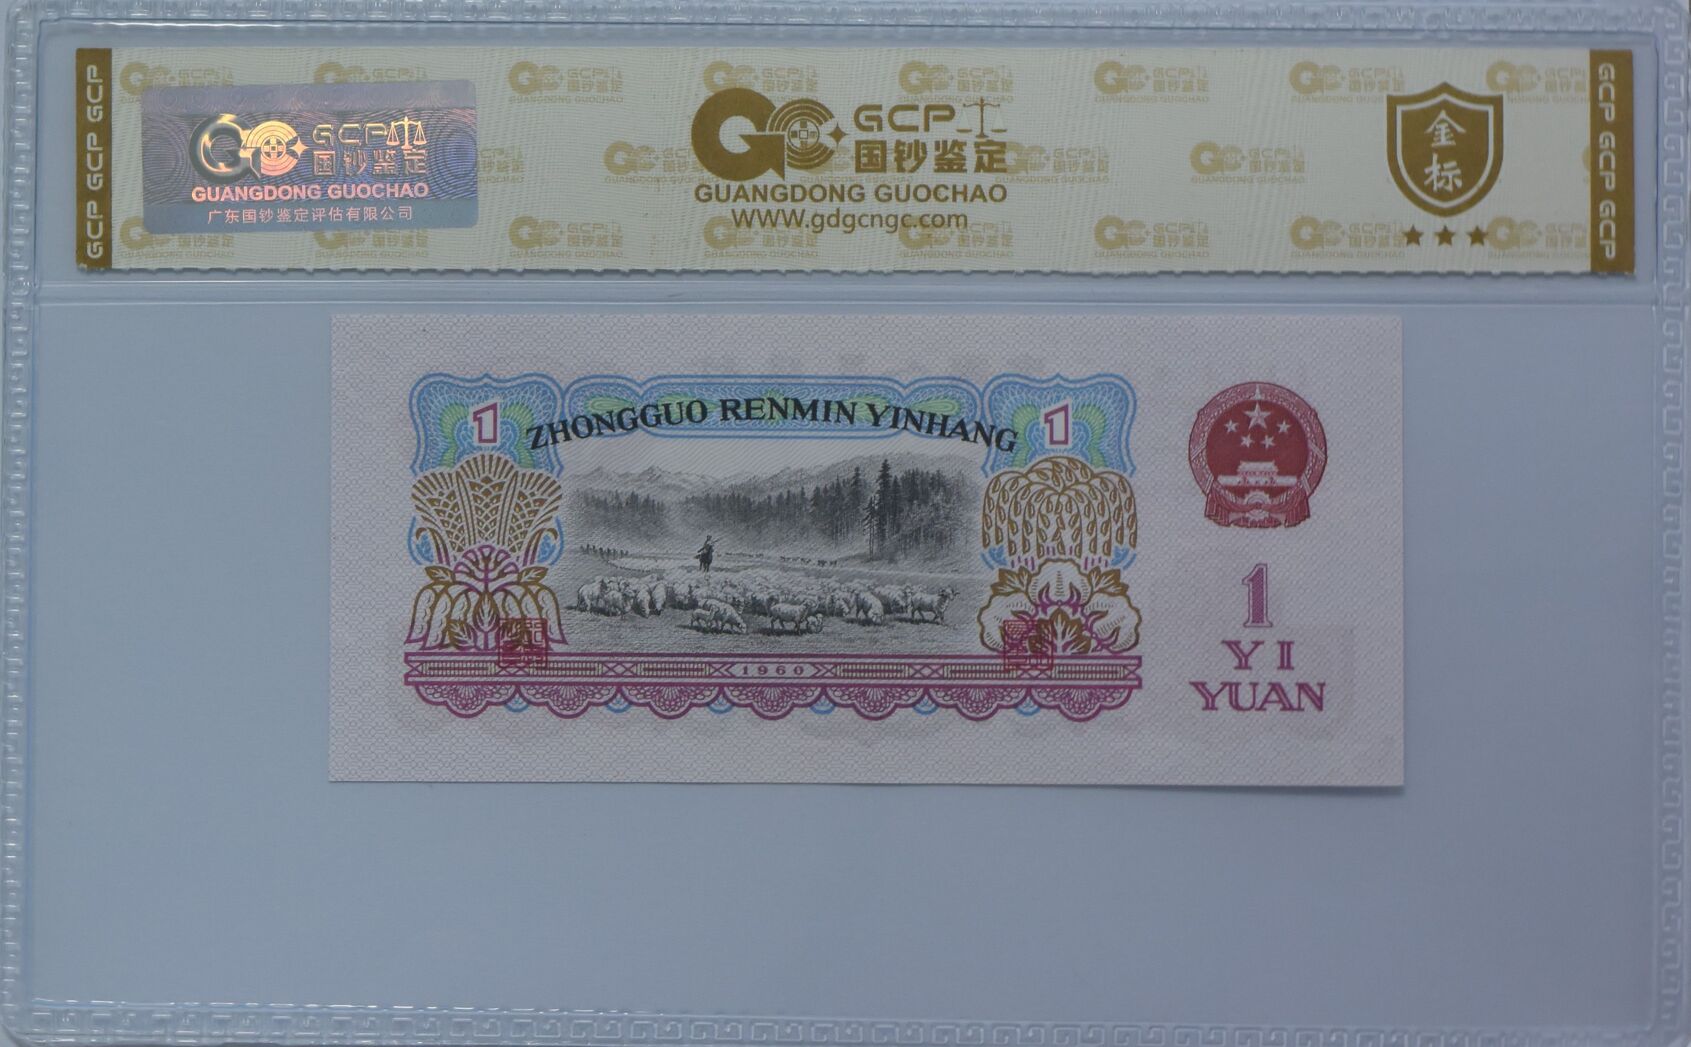 GCP GCP GCP
GCP
国钞鉴定
GUANGDONG GUOCHAO
广东国钞鉴定评估有限公司
GCP
国钞鉴定
GUANGDONG GUOCHAO
WWW.gdgcngc.com
金标
GCP GCP GCP
1
ZHONGGUO RENMIN YINHANG
1
1960
1
YI
YUAN